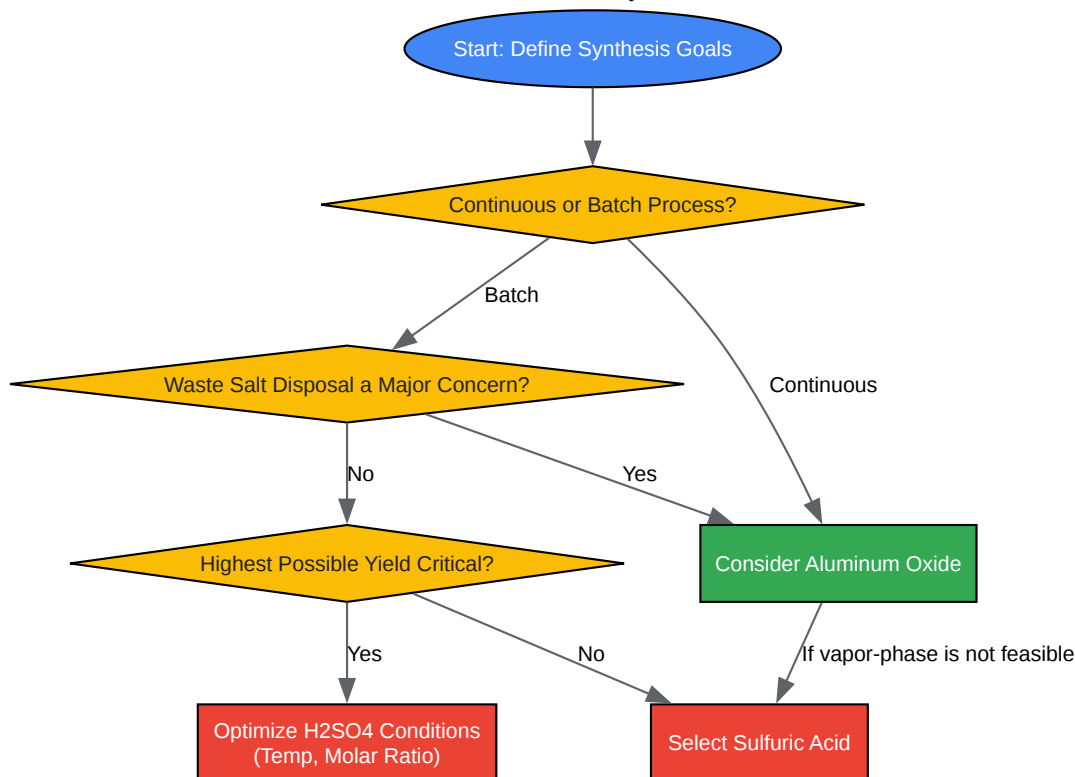 Start: Define Synthesis Goals
Continuous or Batch Process?
Batch
Waste Salt Disposal a Major Concern?
Continuous
No
Yes
Highest Possible Yield Critical?
Consider Aluminum Oxide
Yes
No
If vapor-phase is not feasible
Optimize H2SO4 Conditions
(Temp, Molar Ratio)
Select Sulfuric Acid